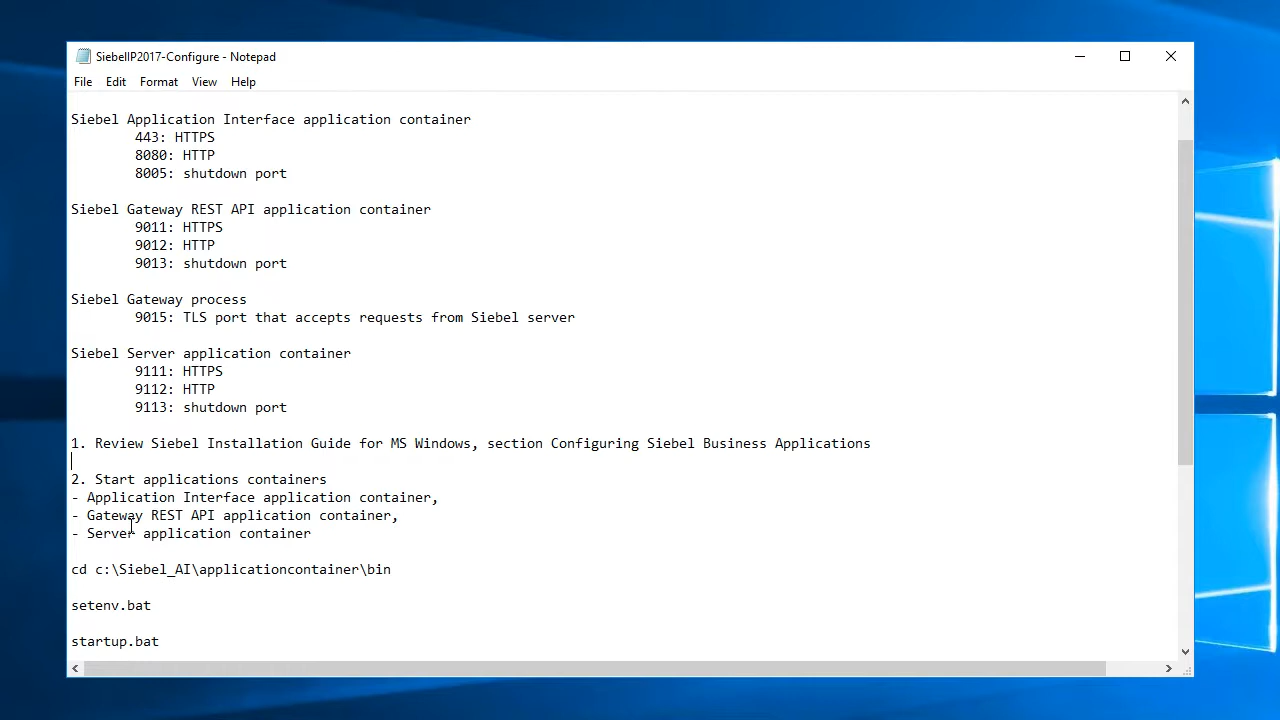 SiebelIP2017-Configure - Notepad
File Edit Format View Help
Siebel Application Interface application container
443: HTTPS
8080: HTTP
8005: shutdown port
Siebel Gateway REST API application container
9011: HTTPS
9012: HTTP
9013: shutdown port
Siebel Gateway process
9015: TLS port that accepts requests from Siebel server
Siebel Server application container
9111: HTTPS
9112: HTTP
9113: shutdown port
1. Review Siebel Installation Guide for MS Windows, section Configuring Siebel Business Applications
2. Start applications containers
- Application Interface application container,
- Gateway REST API application container,
- Server application container
cd c:\Siebel_AI\applicationcontainer\bin
setenv.bat
startup.bat